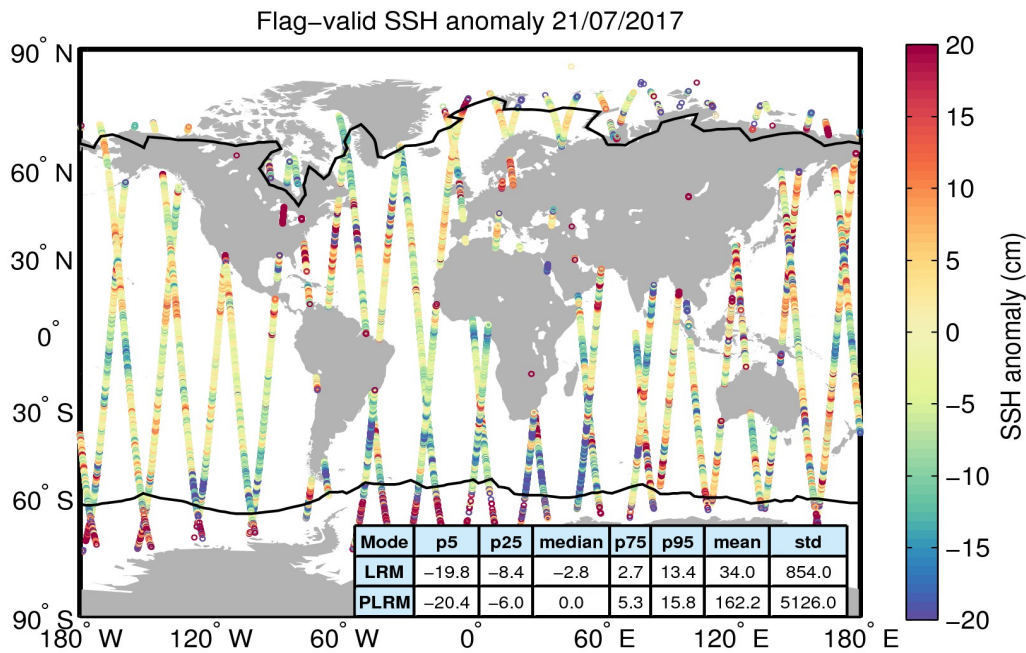 Flag−valid SSH anomaly 21/07/2017
90° N
60° N
30° N
0°
30° S
60° S
90° S
180° W
120° W
60° W
0°
60° E
120° E
180° E
Mode p5 p25 median p75 p95 mean std
LRM −19.8 −8.4 −2.8 2.7 13.4 34.0 854.0
PLRM −20.4 −6.0 0.0 5.3 15.8 162.2 5126.0
20
15
10
5
0
−5
−10
−15
−20
SSH anomaly (cm)